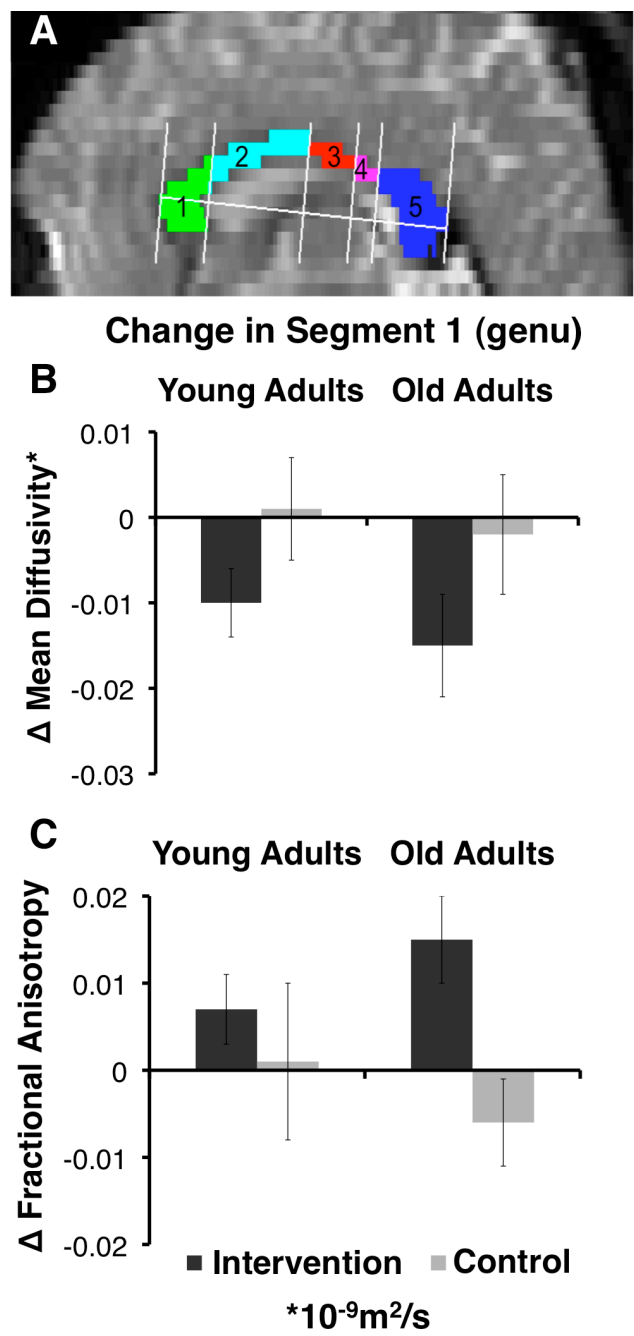 A
1
2
3
4
5
Change in Segment 1 (genu)
B
Young Adults Old Adults
Δ Mean Diffusivity*
0.01
0
-0.01
-0.02
-0.03
C
Young Adults Old Adults
Δ Fractional Anisotropy
0.02
0.01
0
-0.01
-0.02
Intervention Control
*10⁻⁹m²/s